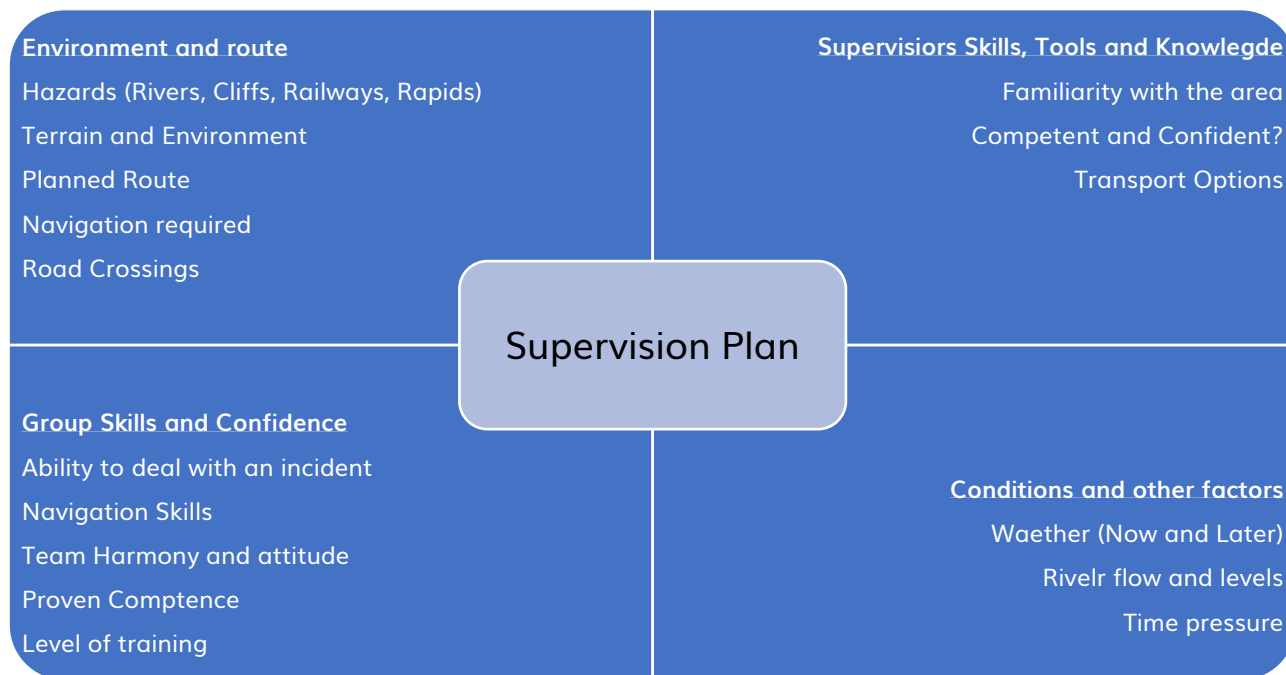 Environment and route
Hazards (Rivers, Cliffs, Railways, Rapids)
Terrain and Environment
Planned Route
Navigation required
Road Crossings
Supervisiors Skills, Tools and Knowlegde
Familiarity with the area
Competent and Confident?
Transport Options
Supervision Plan
Group Skills and Confidence
Ability to deal with an incident
Navigation Skills
Team Harmony and attitude
Proven Comptence
Level of training
Conditions and other factors
Waether (Now and Later)
Rivelr flow and levels
Time pressure